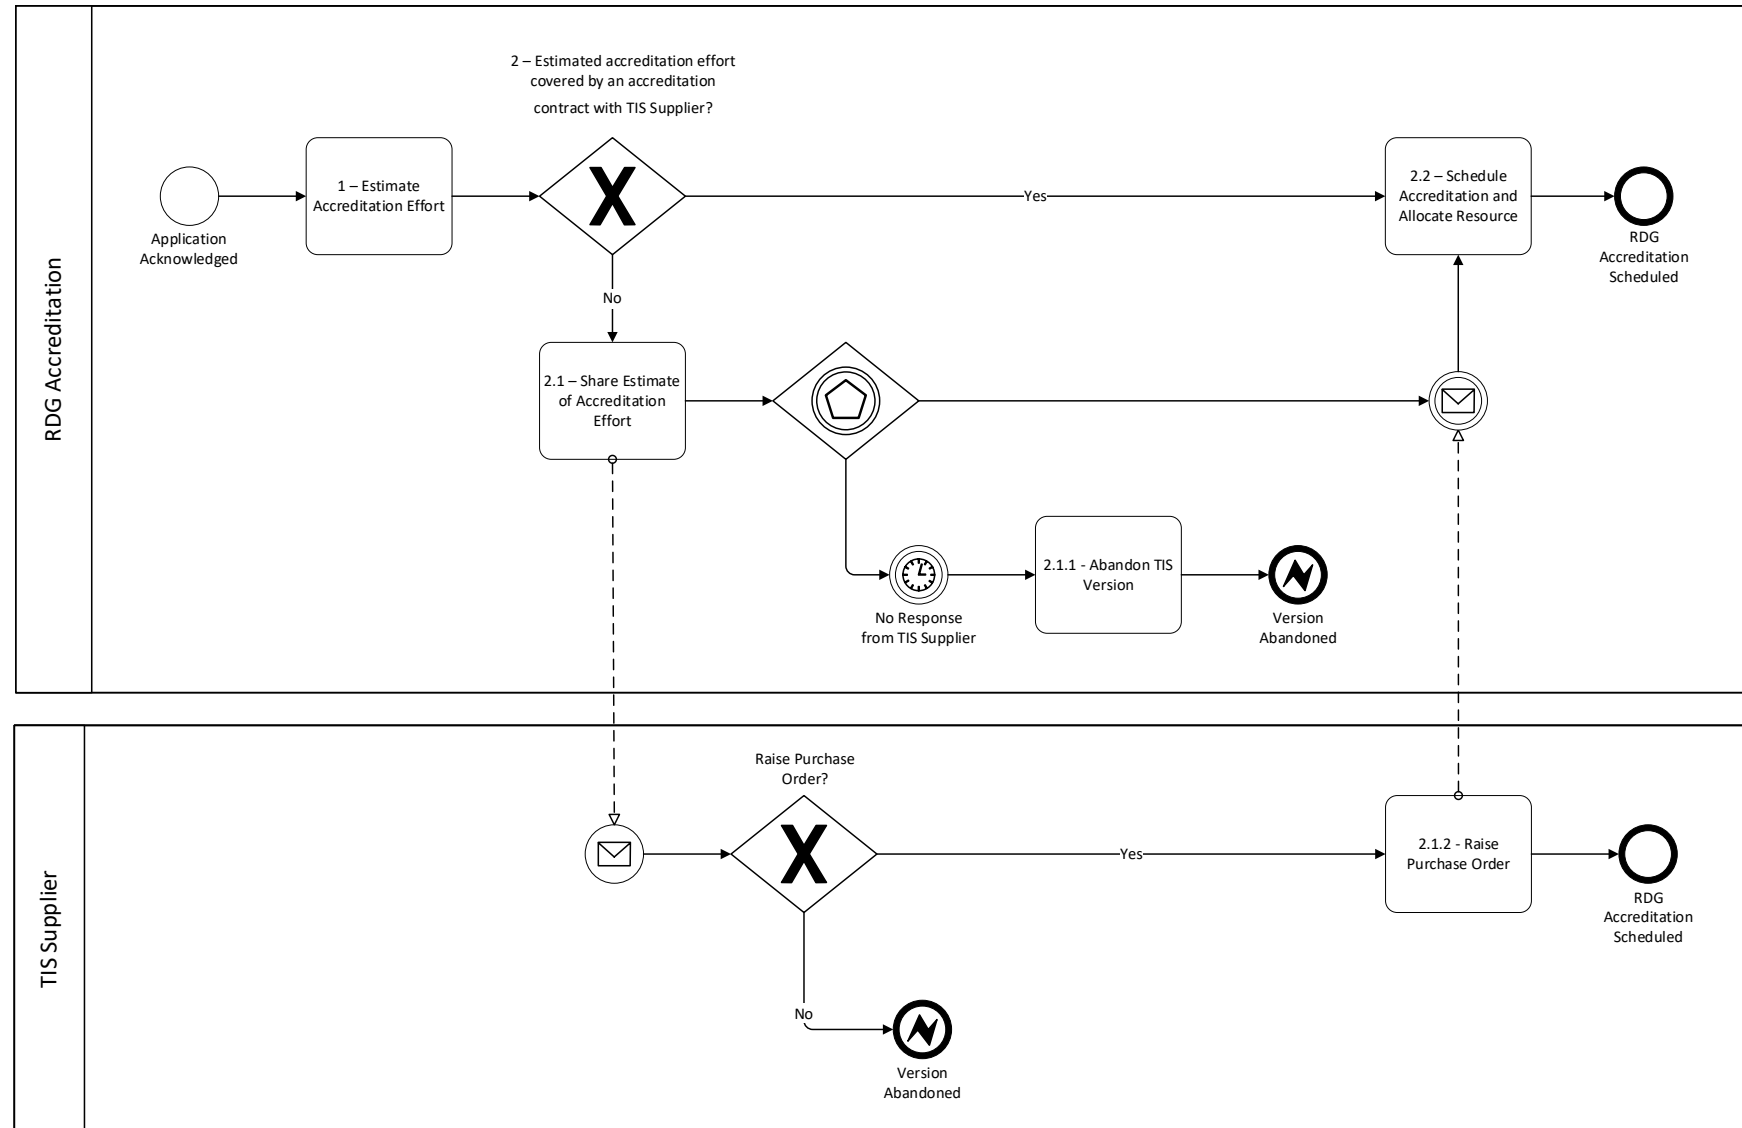 RDG Accreditation
2 – Estimated accreditation effort
covered by an accreditation
contract with TIS Supplier?
Application
Acknowledged
1 – Estimate
Accreditation Effort
X
Yes
2.2 – Schedule
Accreditation and
Allocate Resource
RDG
Accreditation
Scheduled
No
2.1 – Share Estimate
of Accreditation
Effort
No Response
from TIS Supplier
2.1.1 - Abandon TIS
Version
Version
Abandoned
TIS Supplier
Raise Purchase
Order?
X
Yes
2.1.2 - Raise
Purchase Order
RDG
Accreditation
Scheduled
No
Version
Abandoned